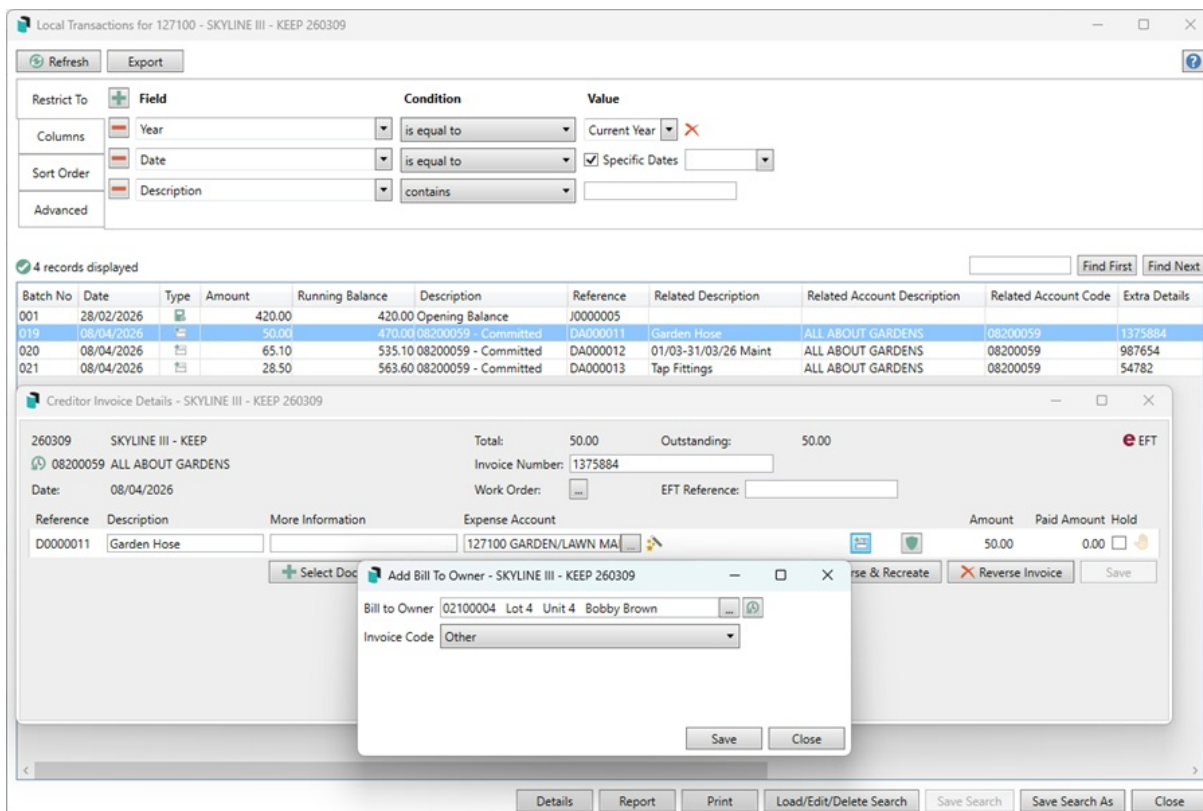 Local Transactions for 127100 - SKYLINE III - KEEP 260309
Refresh Export
Restrict To Field Condition Value
Columns Year is equal to Current Year
Sort Order Date is equal to Specific Dates
Advanced Description contains
4 records displayed Find First Find Next
Batch No Date Type Amount Running Balance Description Reference Related Description Related Account Description Related Account Code Extra Details
001 28/02/2026 420.00 420.00 Opening Balance J0000005
019 08/04/2026 50.00 470.00 08200059 - Committed DA000011 Garden Hose ALL ABOUT GARDENS 08200059 1375884
020 08/04/2026 65.10 535.10 08200059 - Committed DA000012 01/03-31/03/26 Maint ALL ABOUT GARDENS 08200059 987654
021 08/04/2026 28.50 563.60 08200059 - Committed DA000013 Tap Fittings ALL ABOUT GARDENS 08200059 54782
Creditor Invoice Details - SKYLINE III - KEEP 260309
260309 SKYLINE III - KEEP Total: 50.00 Outstanding: 50.00 e EFT
08200059 ALL ABOUT GARDENS Invoice Number: 1375884
Date: 08/04/2026 Work Order: ... EFT Reference:
Reference Description More Information Expense Account Amount Paid Amount Hold
D0000011 Garden Hose 127100 GARDEN/LAWN MAI ... 50.00 0.00
Select Doc rse & Recreate Reverse Invoice Save
Add Bill To Owner - SKYLINE III - KEEP 260309
Bill to Owner 02100004 Lot 4 Unit 4 Bobby Brown ...
Invoice Code Other
Save Close
Details Report Print Load/Edit/Delete Search Save Search Save Search As Close